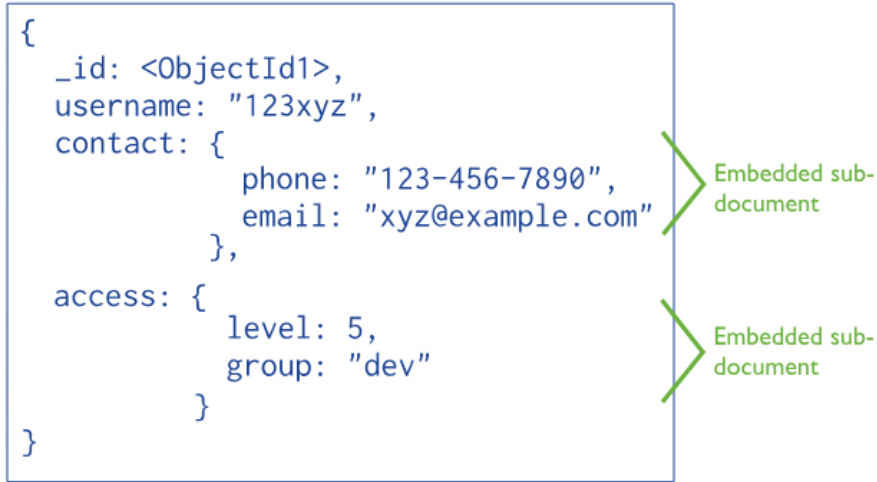 {
_id: <ObjectId1>,
username: "123xyz",
contact: {
phone: "123-456-7890",
email: "xyz@example.com"
},
access: {
level: 5,
group: "dev"
}
}
Embedded sub-
document
Embedded sub-
document